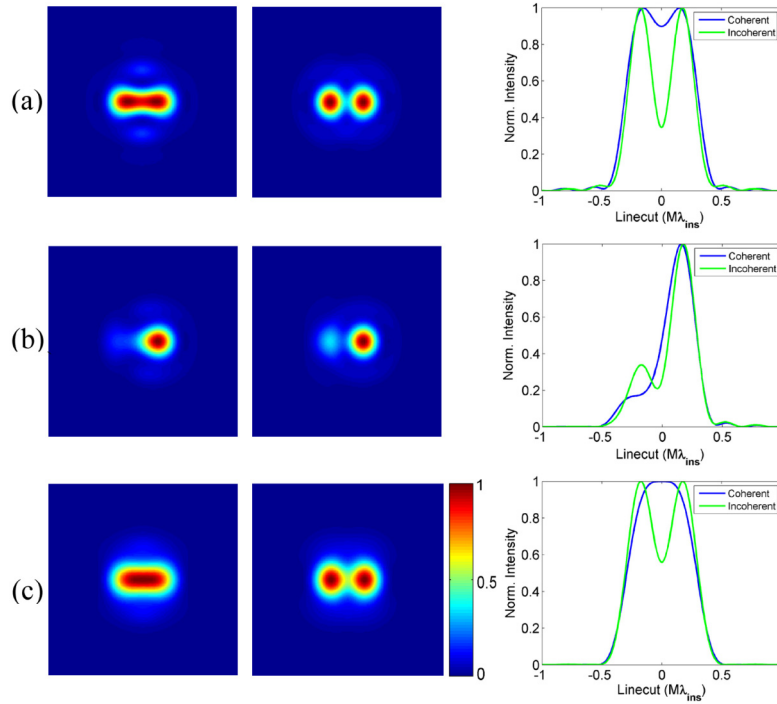 (a)
1
0.8
0.6
0.4
0.2
0
Norm. Intensity
Coherent
Incoherent
-1 -0.5 0 0.5
Linecut (Mλins)
(b)
1
0.8
0.6
0.4
0.2
0
Norm. Intensity
Coherent
Incoherent
-1 -0.5 0 0.5
Linecut (Mλins)
(c)
1
0.5
0
1
0.8
0.6
0.4
0.2
0
Norm. Intensity
Coherent
Incoherent
-1 -0.5 0 0.5
Linecut (Mλins)